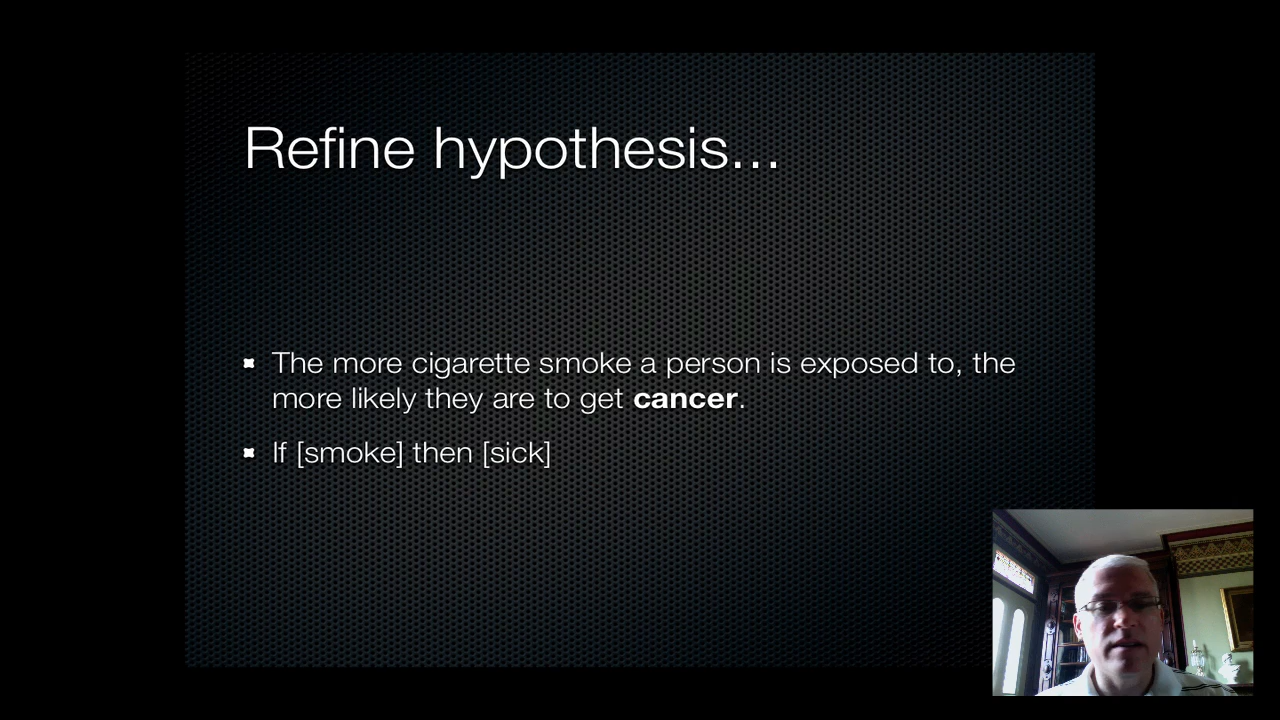 Refine hypothesis...
The more cigarette smoke a person is exposed to, the
more likely they are to get cancer.
If [smoke] then [sick]